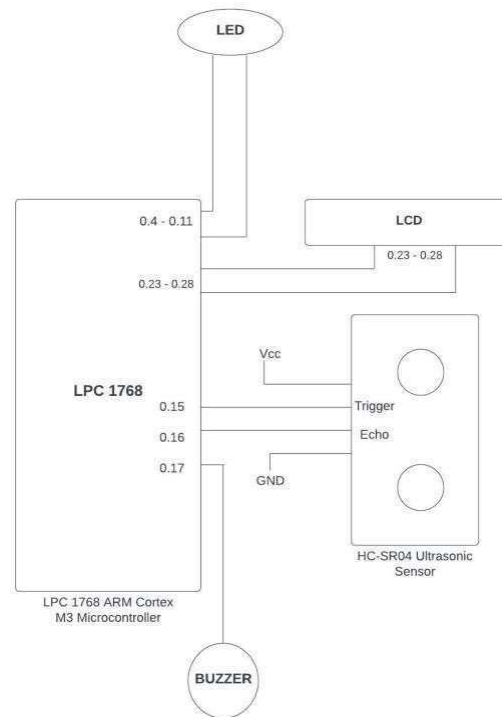 LED
0.4 - 0.11
LCD
0.23 - 0.28
0.23 - 0.28
Vcc
LPC 1768
0.15
Trigger
0.16
Echo
0.17
GND
HC-SR04 Ultrasonic
Sensor
LPC 1768 ARM Cortex
M3 Microcontroller
BUZZER